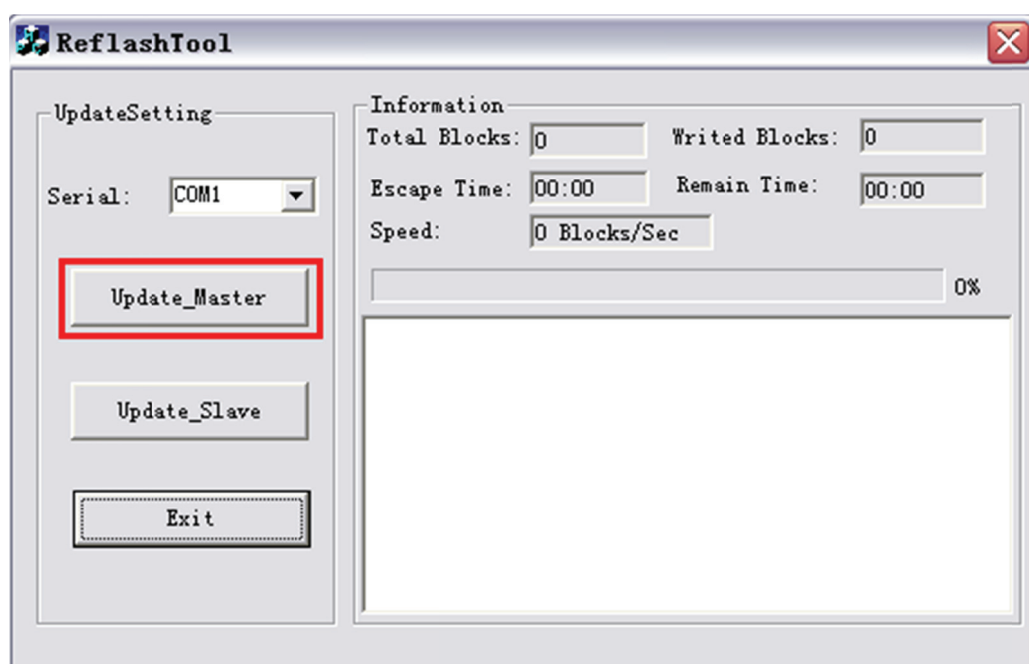 ReflashTool
UpdateSetting
Serial: COM1
Update_Master
Update_Slave
Exit
Information
Total Blocks: 0 Writed Blocks: 0
Escape Time: 00:00 Remain Time: 00:00
Speed: 0 Blocks/Sec
0%